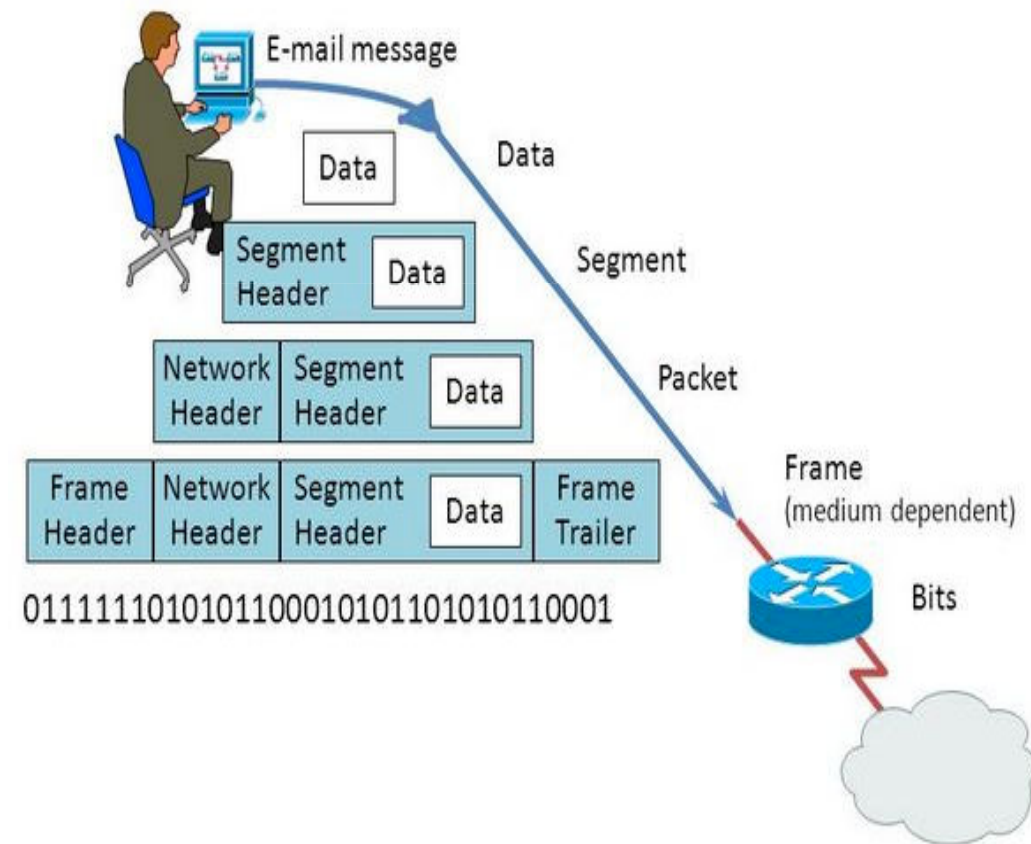 E-mail message
Data
Data
Segment
Header
Data
Segment
Network
Header
Segment
Header
Data
Packet
Frame
Header
Network
Header
Segment
Header
Data
Frame
Trailer
Frame
(medium dependent)
0111111010101100010101101010110001
Bits